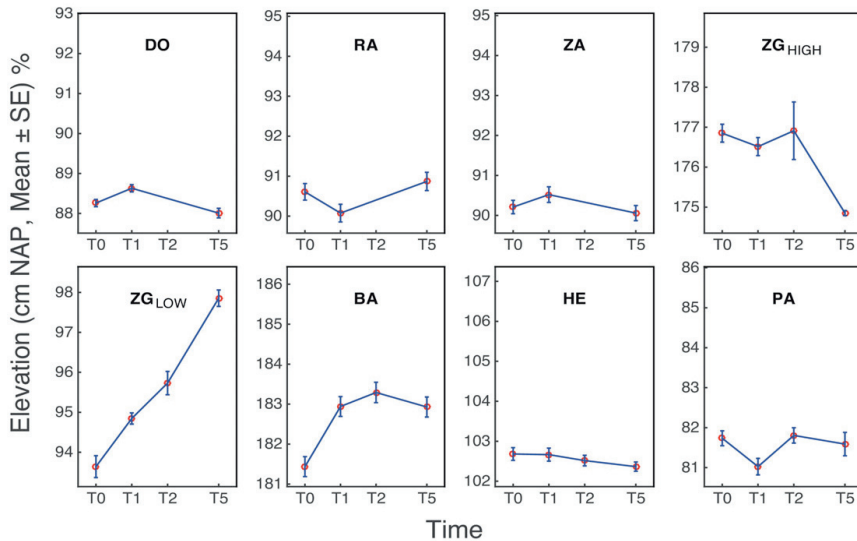 Elevation (cm NAP, Mean ± SE) %
DO
93
92
91
90
89
88
T0 T1 T2 T5
RA
95
94
93
92
91
90
T0 T1 T2 T5
ZA
95
94
93
92
91
90
T0 T1 T2 T5
ZG HIGH
179
178
177
176
175
T0 T1 T2 T5
ZG LOW
98
97
96
95
94
T0 T1 T2 T5
BA
186
185
184
183
182
181
T0 T1 T2 T5
HE
107
106
105
104
103
102
T0 T1 T2 T5
PA
86
85
84
83
82
81
T0 T1 T2 T5
Time